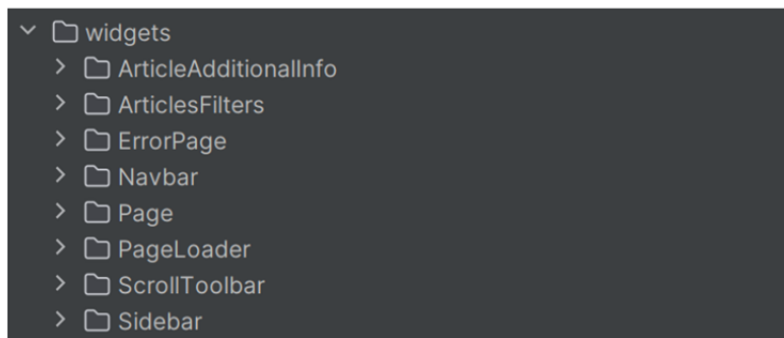 widgets
ArticleAdditionalInfo
ArticlesFilters
ErrorPage
Navbar
Page
PageLoader
ScrollToolbar
Sidebar